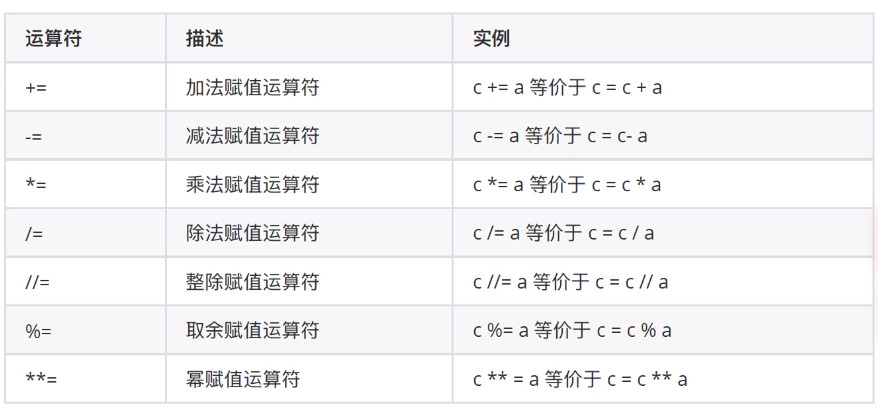 运算符 描述 实例
+= 加法赋值运算符 c += a 等价于 c = c + a
-= 减法赋值运算符 c -= a 等价于 c = c- a
*= 乘法赋值运算符 c *= a 等价于 c = c * a
/= 除法赋值运算符 c /= a 等价于 c = c / a
//= 整除赋值运算符 c //= a 等价于 c = c // a
%= 取余赋值运算符 c %= a 等价于 c = c % a
**= 幂赋值运算符 c ** = a 等价于 c = c ** a